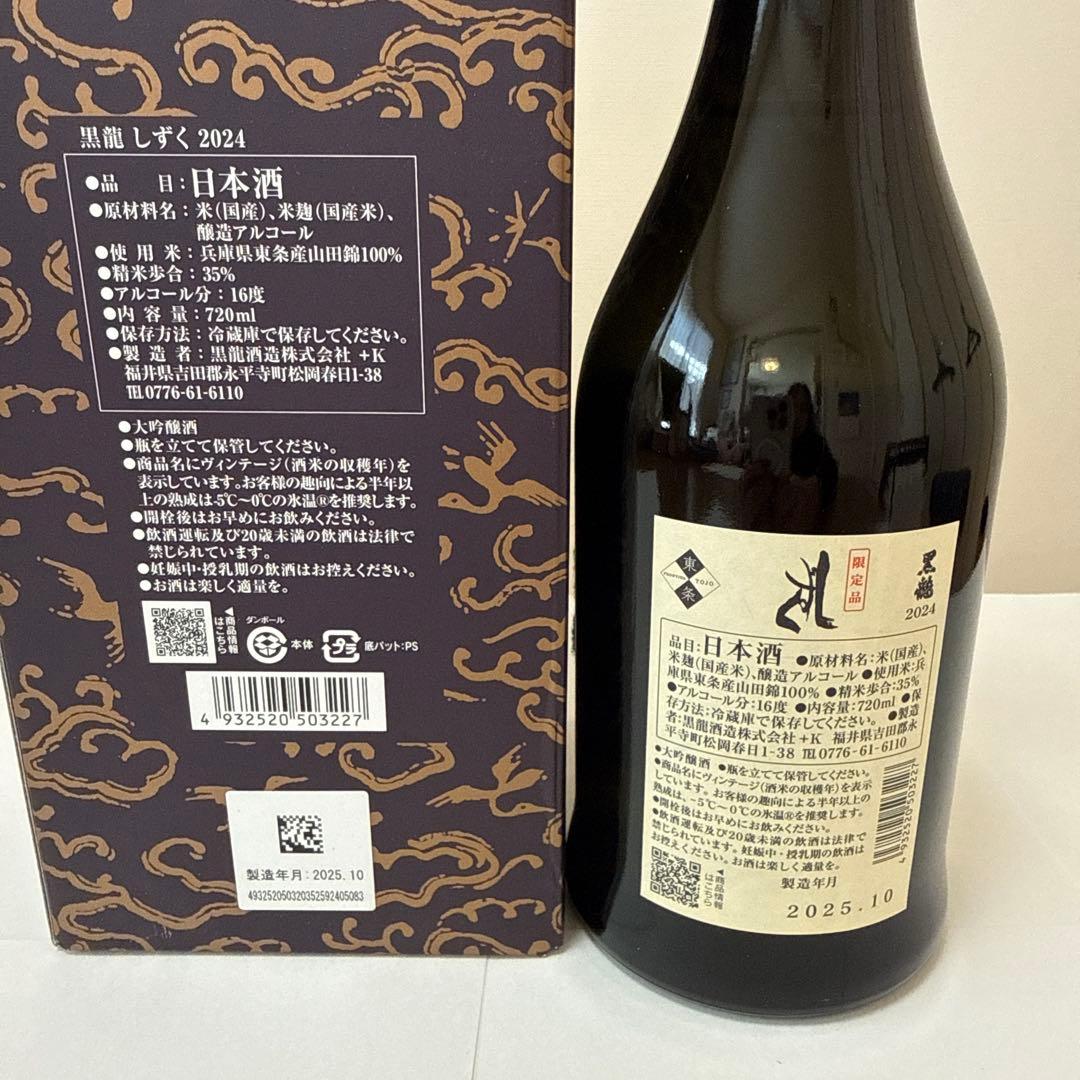 黒龍 しずく 2024
●品　目：日本酒
●原材料名：米（国産）、米麹（国産米）、
醸造アルコール
●使用米：兵庫県東条産山田錦100%
●精米歩合：35%
●アルコール分：16度
●内容量：720ml
●保存方法：冷蔵庫で保存してください。
●製造者：黒龍酒造株式会社 +K
福井県吉田郡永平寺町松岡春日1-38
℡0776-61-6110
●大吟醸酒
●瓶を立てて保管してください。
●商品名にヴィンテージ（酒米の収穫年）を
表示しています。お客様の趣向による半年以
上の熟成は-5℃～0℃の氷温®を推奨します。
●開栓後はお早めにお飲みください。
●飲酒運転及び20歳未満の飲酒は法律で
禁じられています。
●妊娠中・授乳期の飲酒はお控えください。
●お酒は楽しく適量を。
◀商品情報
はこちら
ダンボール
本体
プラ
底パット：PS
4 932520 503227
製造年月：2025.10
493252050320352592405083
黒龍
2024
限定品
しずく
東条
TOJO
品目：日本酒 ●原材料名：米（国産）、
米麹（国産米）、醸造アルコール ●使用米：兵
庫県東条産山田錦100% ●精米歩合：35%
●アルコール分：16度 ●内容量：720ml ●保
存方法：冷蔵庫で保存してください。 ●製造
者：黒龍酒造株式会社 +K 福井県吉田郡永
平寺町松岡春日1-38 ℡0776-61-6110
●大吟醸酒 ●瓶を立てて保管してください。
●商品名にヴィンテージ（酒米の収穫年）を表示
しています。お客様の趣向による半年以上の
熟成は、-5℃～0℃の氷温®を推奨します。
●開栓後はお早めにお飲みください。
●飲酒運転及び20歳未満の飲酒は法律で
禁じられています。妊娠中・授乳期の飲酒は
お控えください。お酒は楽しく適量を。
◀商品情報
はこちら
製造年月
2025.10
4 932520 503227